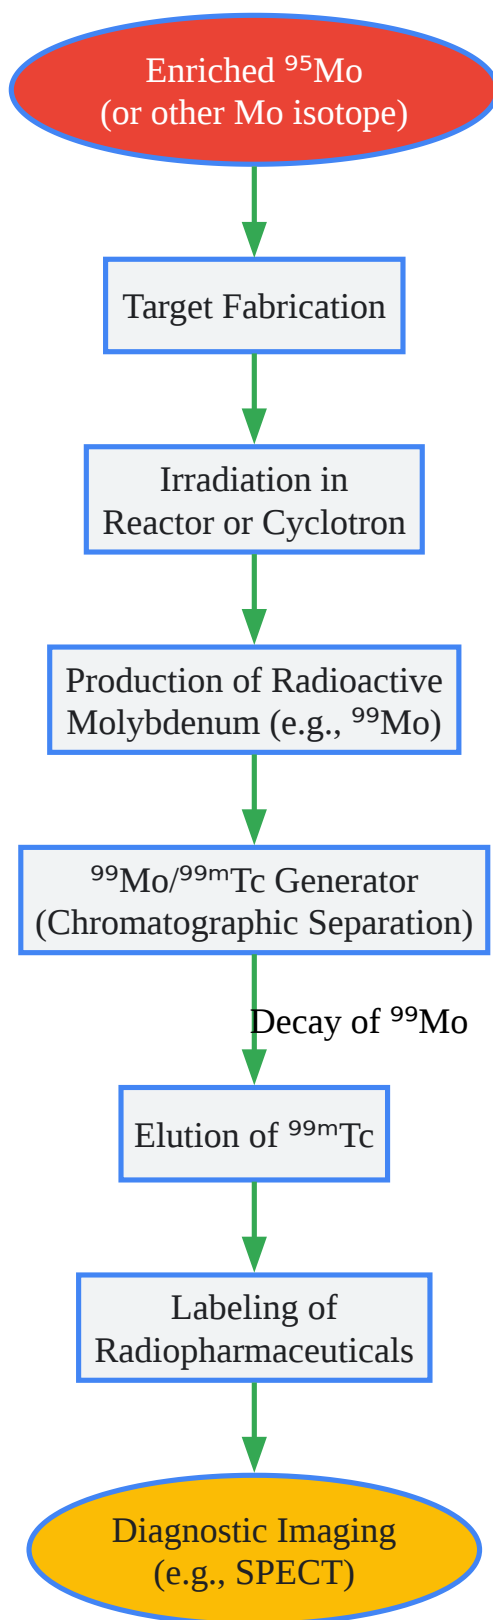 Enriched ⁹⁵Mo
(or other Mo isotope)
Target Fabrication
Irradiation in
Reactor or Cyclotron
Production of Radioactive
Molybdenum (e.g., ⁹⁹Mo)
⁹⁹Mo/⁹⁹ᵐTc Generator
(Chromatographic Separation)
Decay of ⁹⁹Mo
Elution of ⁹⁹ᵐTc
Labeling of
Radiopharmaceuticals
Diagnostic Imaging
(e.g., SPECT)